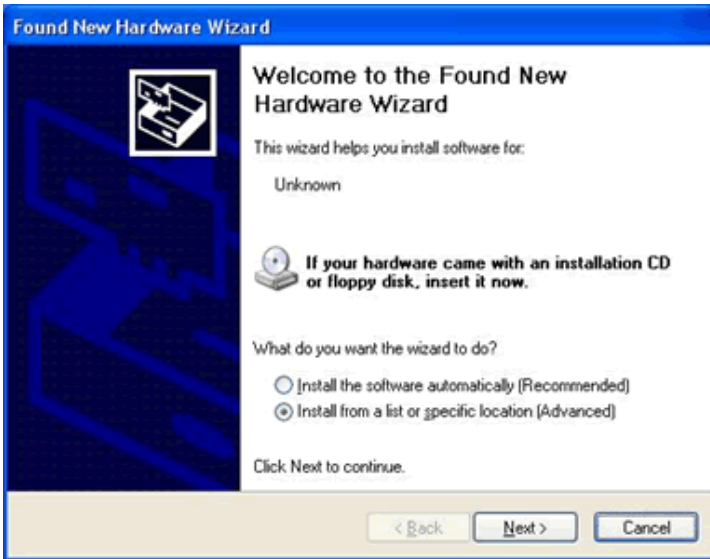 Found New Hardware Wizard
Welcome to the Found New
Hardware Wizard
This wizard helps you install software for:
Unknown
If your hardware came with an installation CD
or floppy disk, insert it now.
What do you want the wizard to do?
Install the software automatically (Recommended)
Install from a list or specific location (Advanced)
Click Next to continue.
< Back
Next >
Cancel